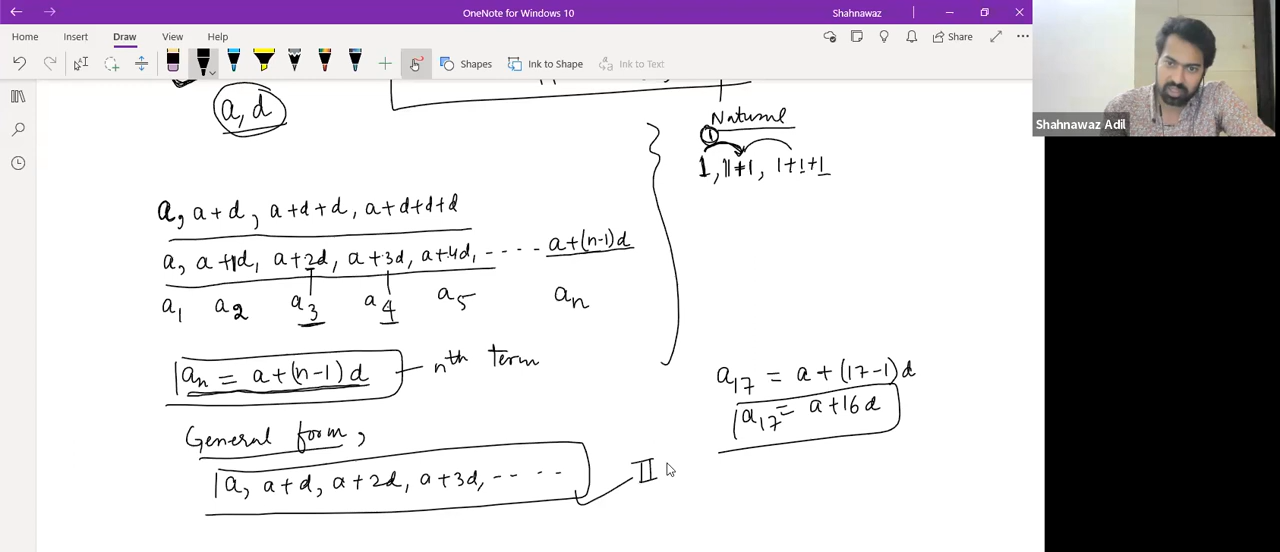 OneNote for Windows 10
Shahnawaz
Home Insert Draw View Help
Share
Shapes Ink to Shape Ink to Text
Shahnawaz Adil
a, d
Natural
1
1, 1+1, 1+1+1
a, a+d, a+d+d, a+d+d+d
a, a+1d, a+2d, a+3d, a+4d, ---- a+(n-1)d
a1 a2 a3 a4 a5 an
an = a+(n-1)d — nth term
a17 = a+(17-1)d
a17 = a+16d
General form,
a, a+d, a+2d, a+3d, -- -- II